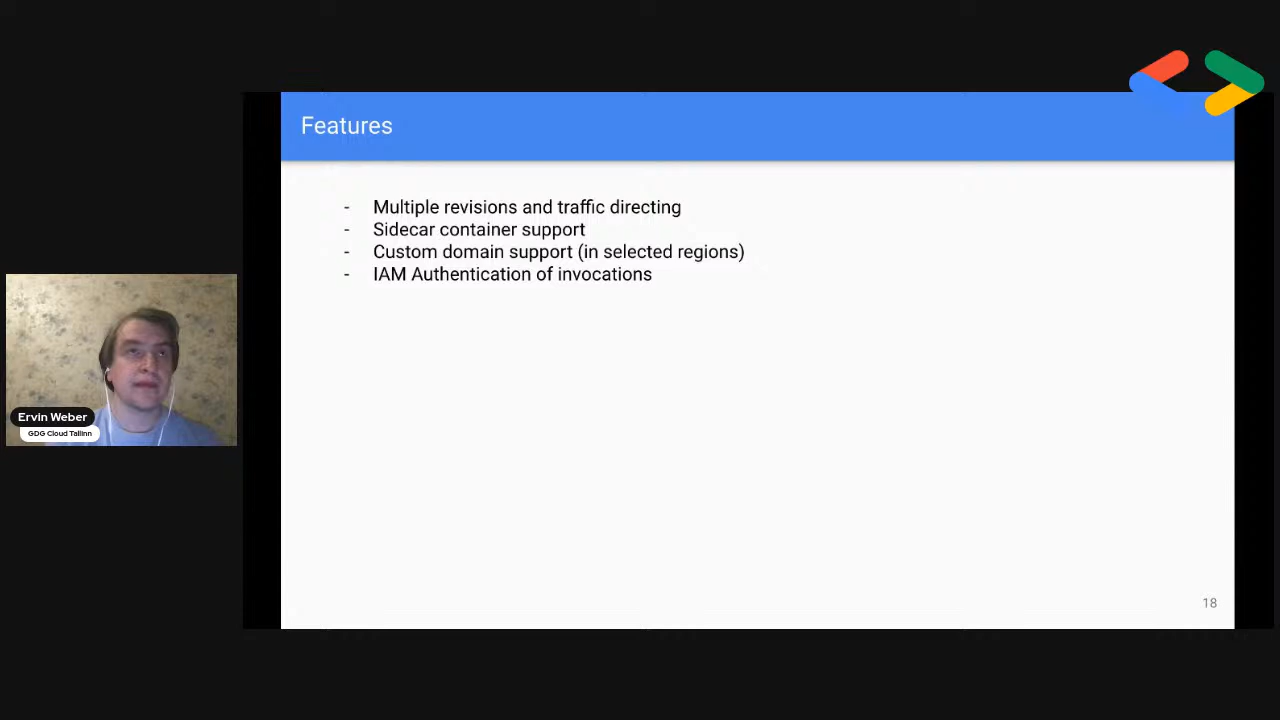 Features
- Multiple revisions and traffic directing
- Sidecar container support
- Custom domain support (in selected regions)
- IAM Authentication of invocations
Ervin Weber
GDG Cloud Tallinn
18